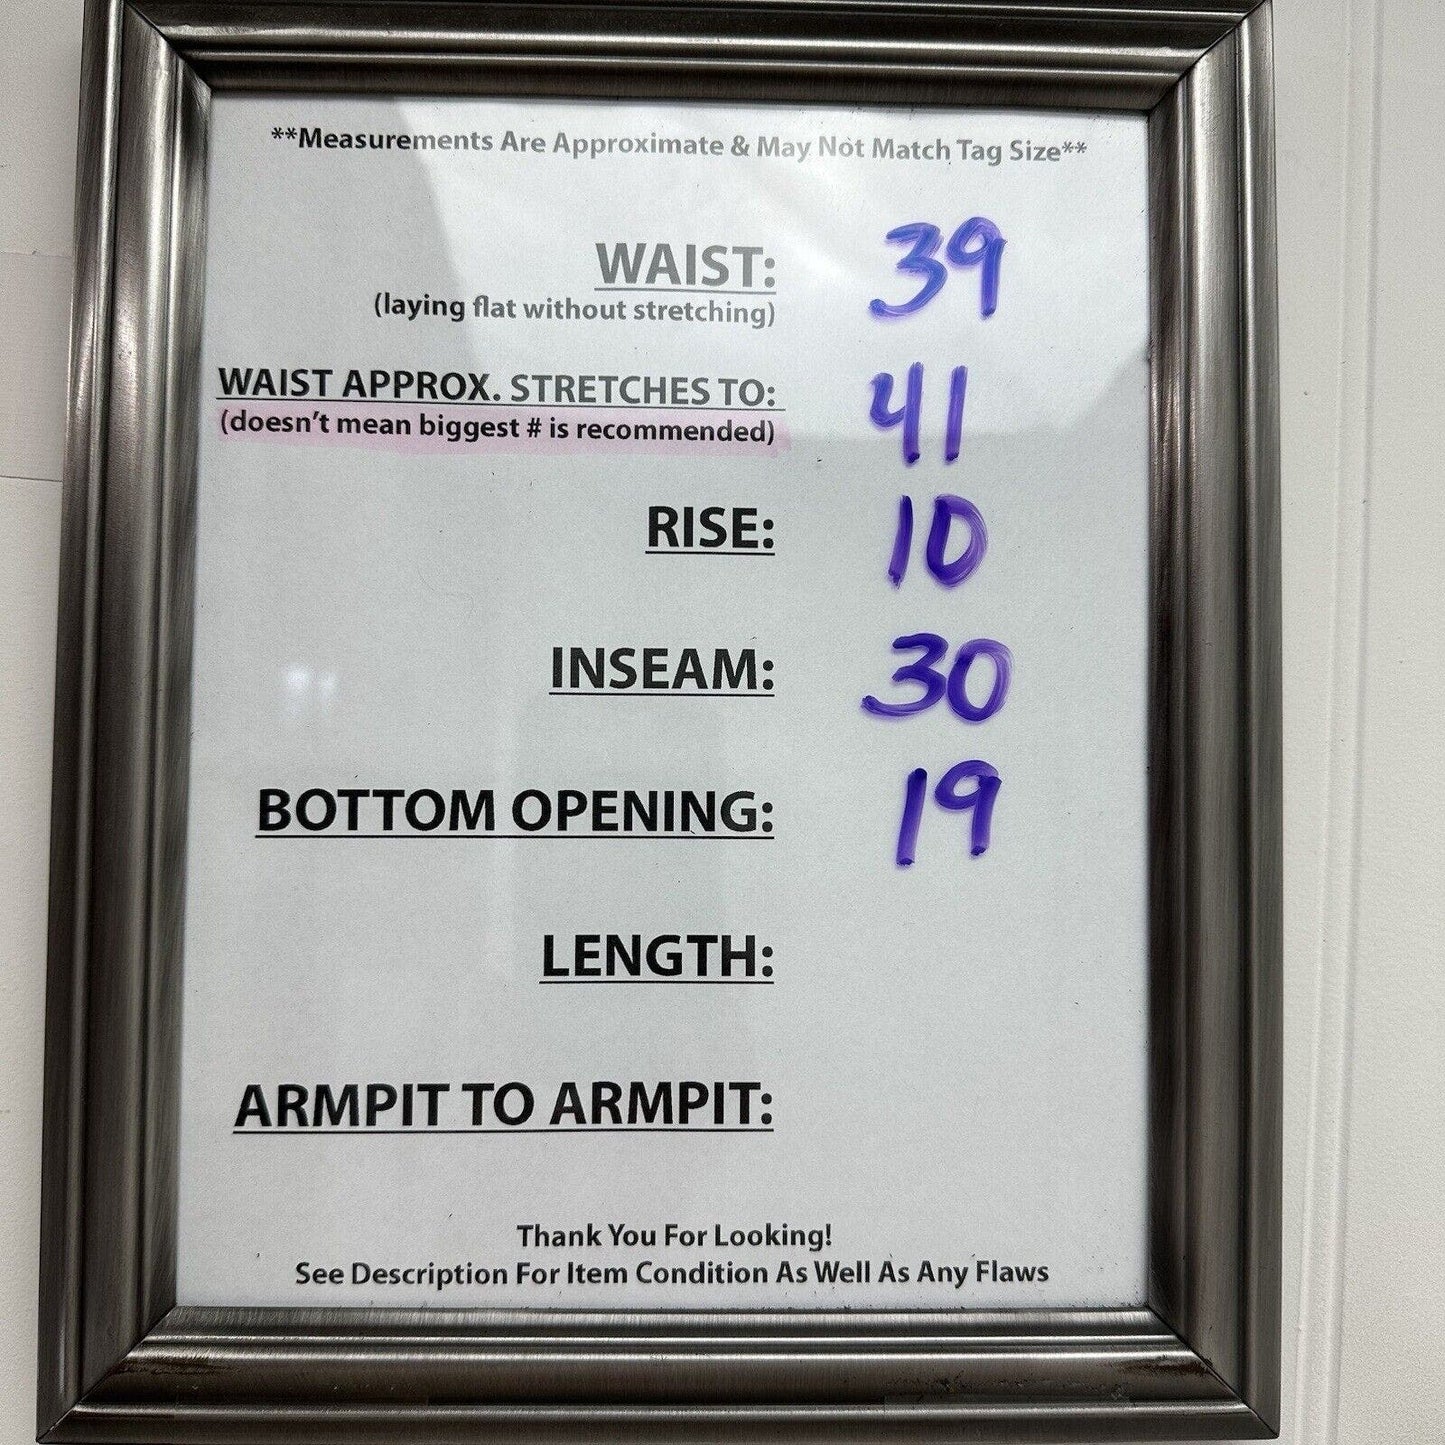 **Measurements Are Approximate & May Not Match Tag Size**
WAIST: 39
(laying flat without stretching)
WAIST APPROX. STRETCHES TO: 41
(doesn't mean biggest # is recommended)
RISE: 10
INSEAM: 30
BOTTOM OPENING: 19
LENGTH:
ARMPIT TO ARMPIT:
Thank You For Looking!
See Description For Item Condition As Well As Any Flaws